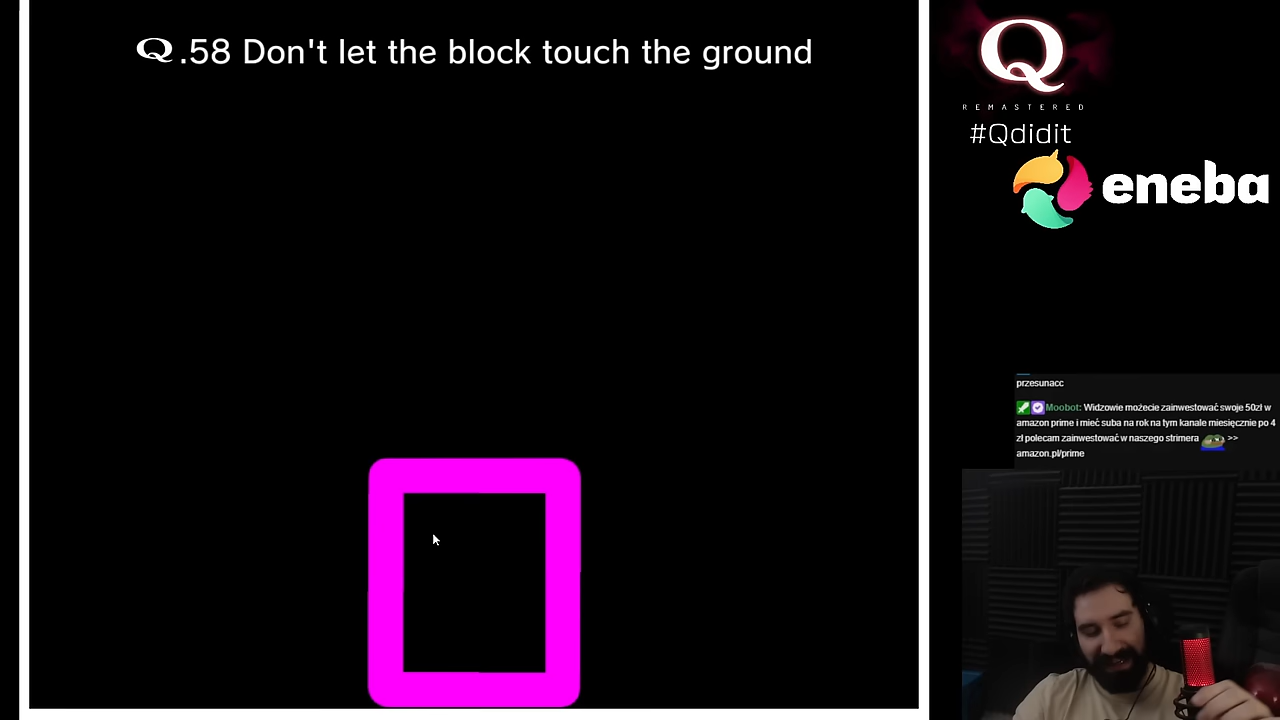 Q.58 Don't let the block touch the ground
Q
REMASTERED
#Qdidit
eneba
przesunacc
Moobot: Widzowie możecie zainwestować swoje 50zł w
amazon prime i mieć suba na rok na tym kanale miesięcznie po 4
zł polecam zainwestować w naszego strimera >>
amazon.pl/prime